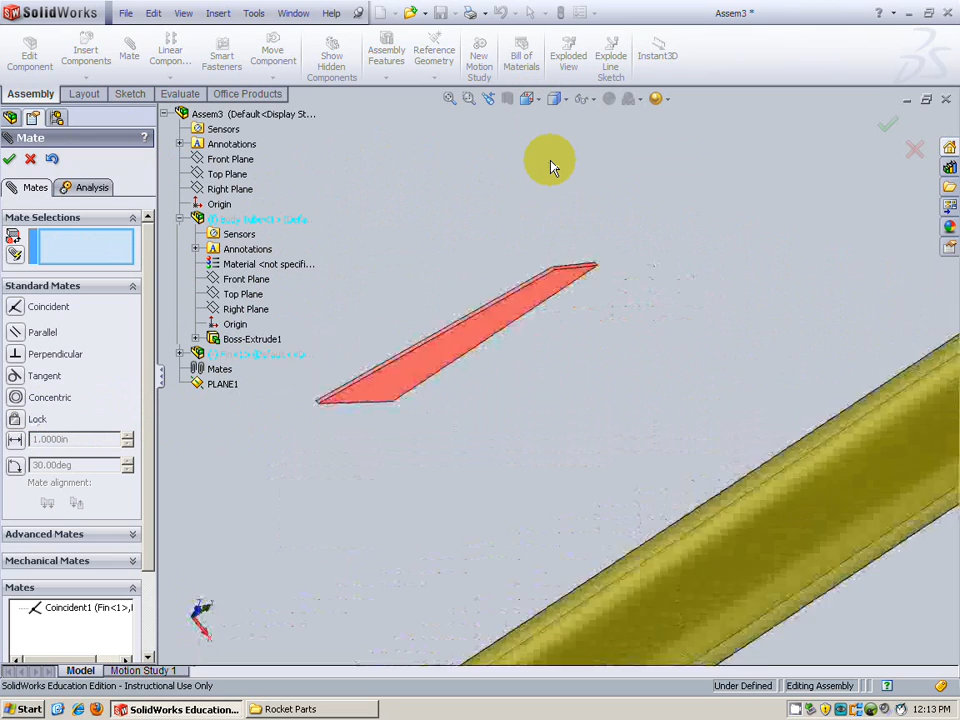 SolidWorks
File
Edit
View
Insert
Tools
Window
Help
Assem3 *
Edit Component
Insert Components
Mate
Linear Compon...
Smart Fasteners
Move Component
Show Hidden Components
Assembly Features
Reference Geometry
New Motion Study
Bill of Materials
Exploded View
Explode Line Sketch
Instant3D
Assembly
Layout
Sketch
Evaluate
Office Products
Mate
?
Mates
Analysis
Mate Selections
Standard Mates
Coincident
Parallel
Perpendicular
Tangent
Concentric
Lock
1.0000in
30.00deg
Mate alignment:
Advanced Mates
Mechanical Mates
Mates
Coincident1 (Fin<1>,
Assem3 (Default<Display St...
Sensors
Annotations
Front Plane
Top Plane
Right Plane
Origin
(f) Body Tube<1> (Defa...
Sensors
Annotations
Material <not specifi...
Front Plane
Top Plane
Right Plane
Origin
Boss-Extrude1
Mates
PLANE1
Model
Motion Study 1
SolidWorks Education Edition - Instructional Use Only
Under Defined
Editing Assembly
Start
SolidWorks Education...
Rocket Parts
12:13 PM